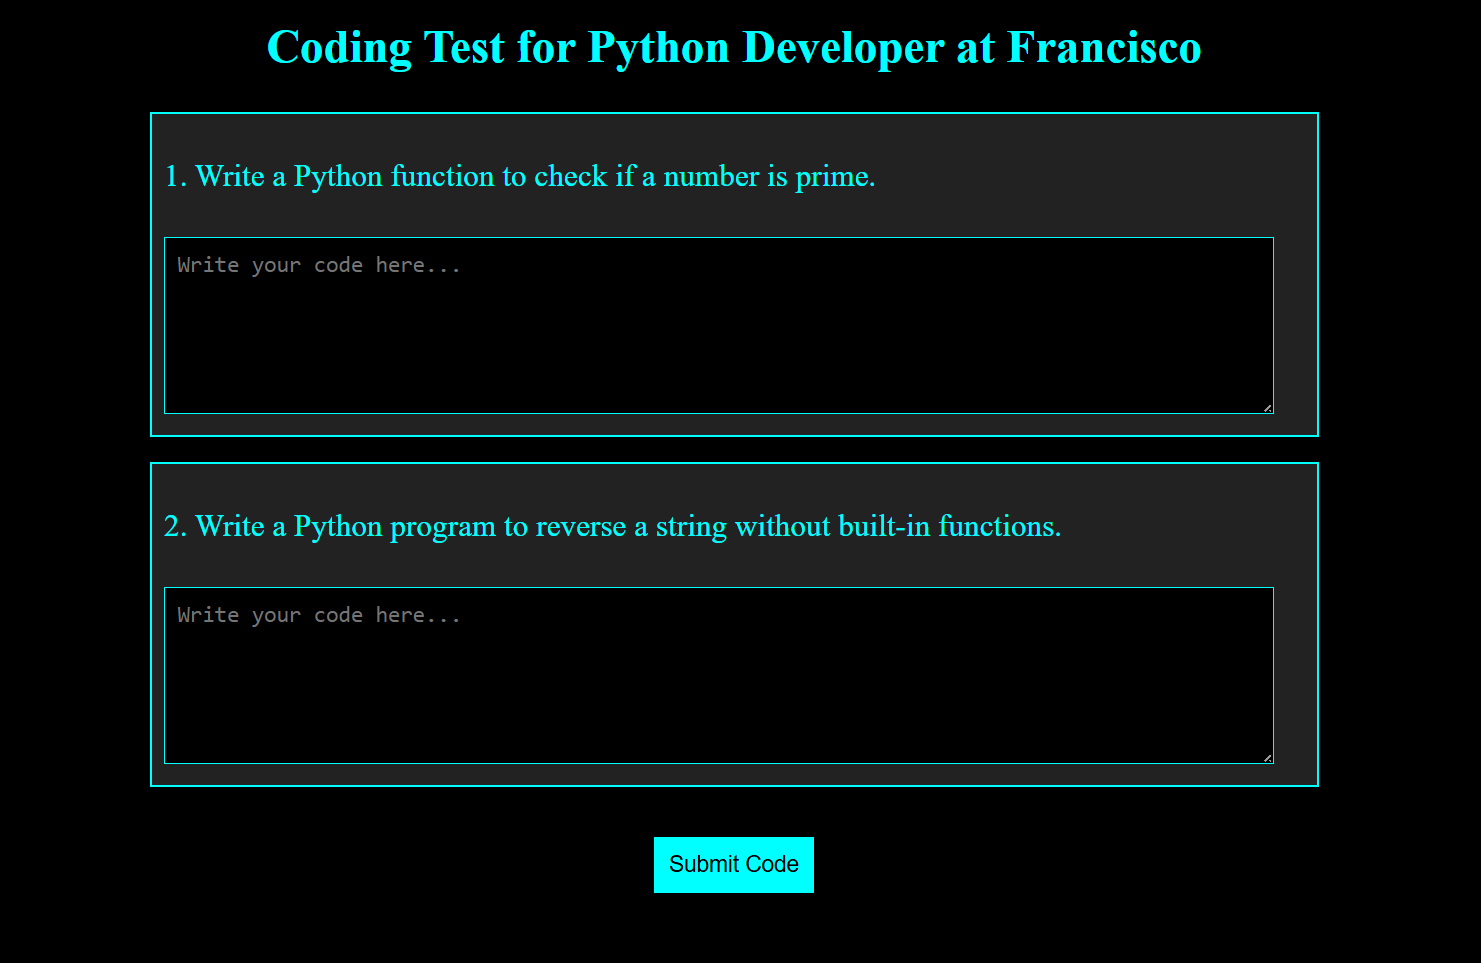 Coding Test for Python Developer at Francisco
1. Write a Python function to check if a number is prime.
Write your code here...
2. Write a Python program to reverse a string without built-in functions.
Write your code here...
Submit Code